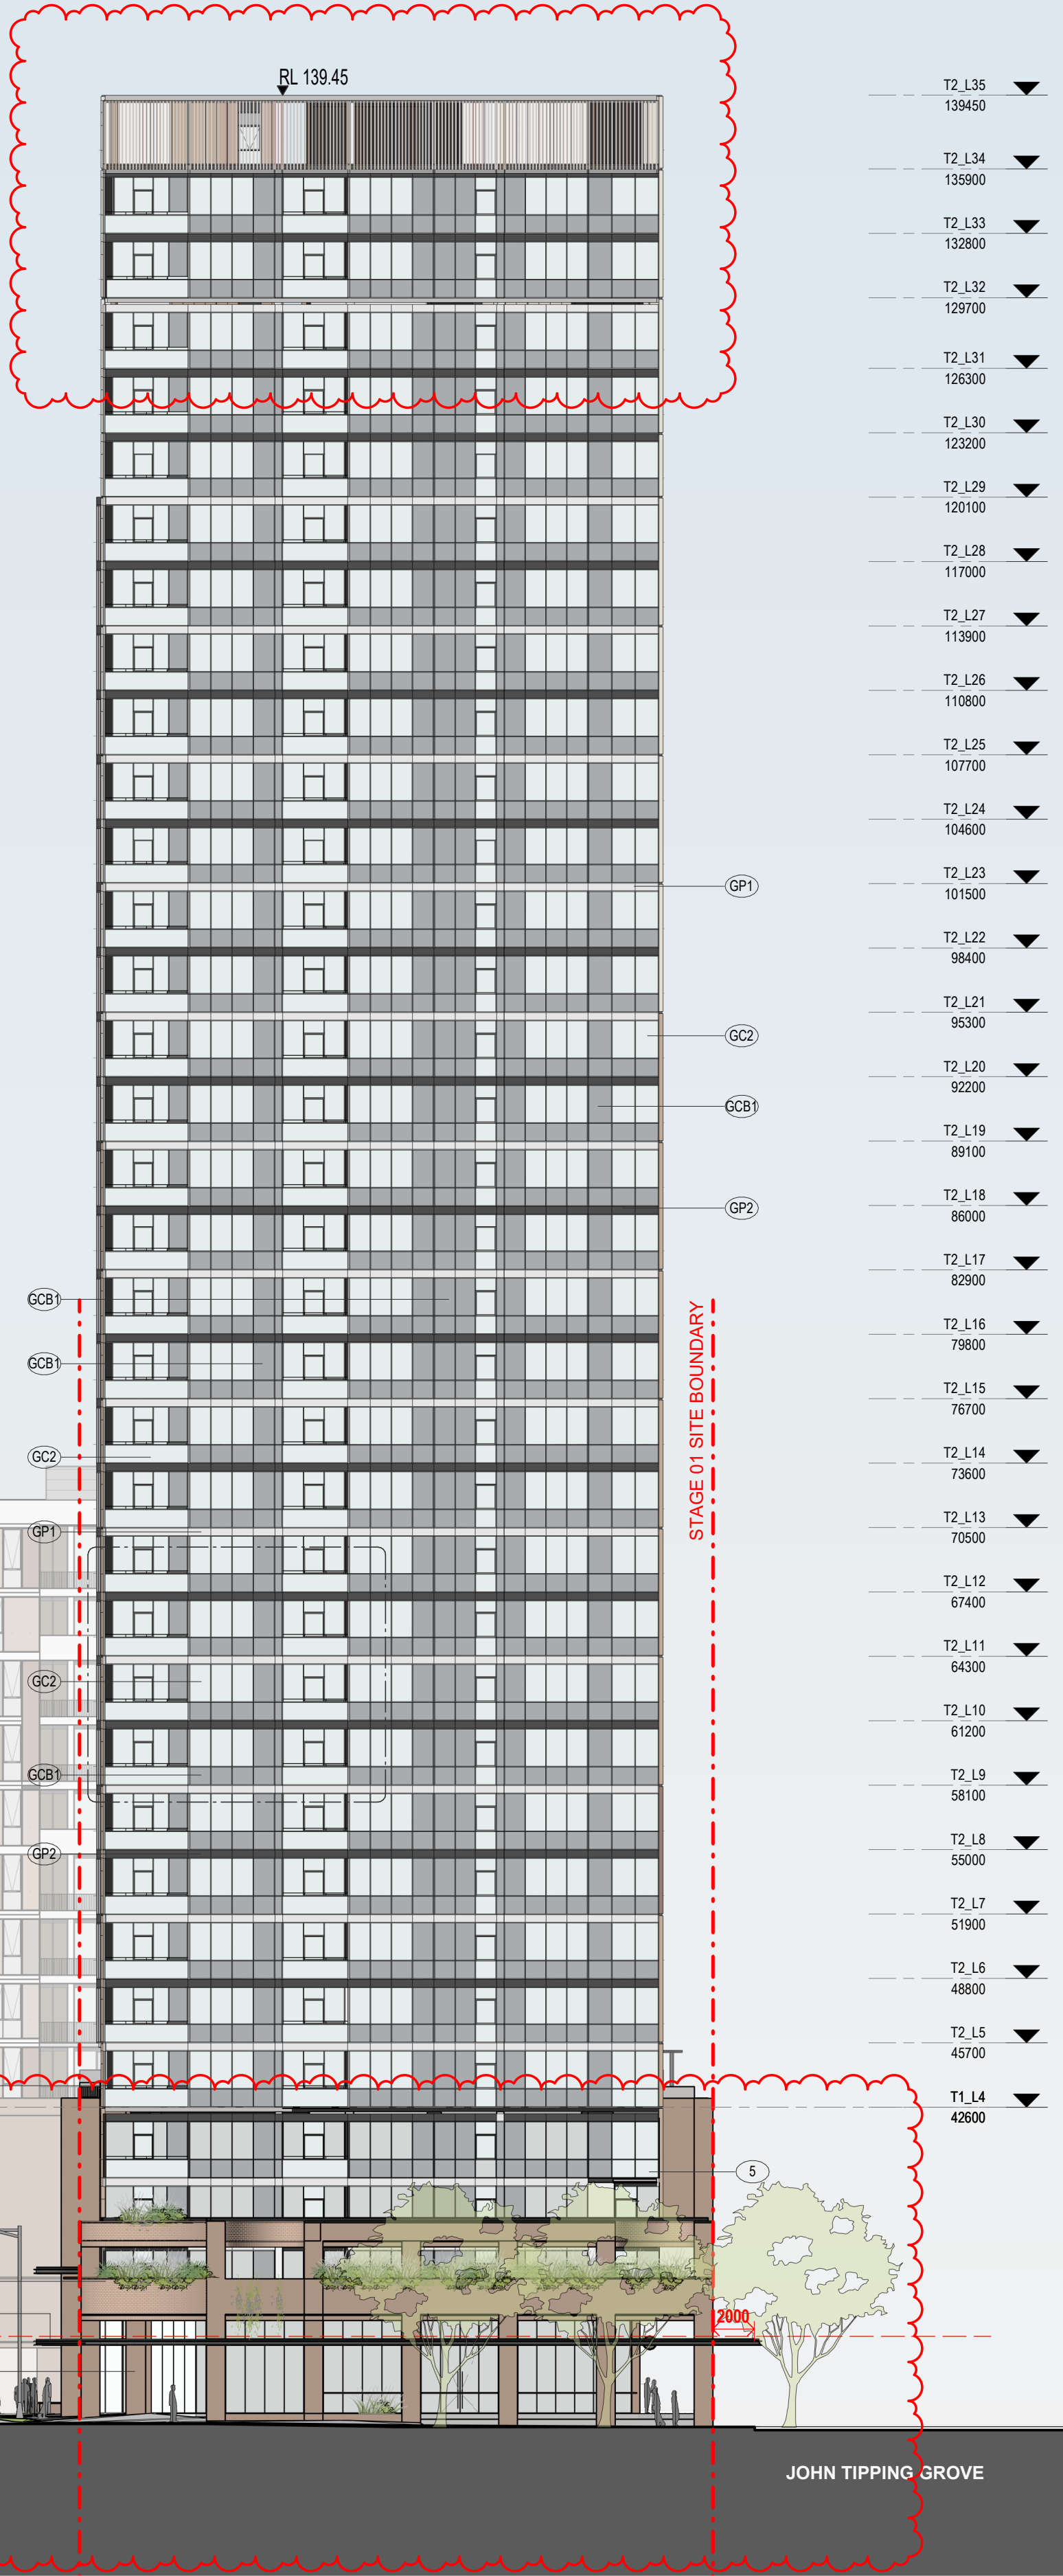 RL 139.45
T2_L35
139450
T2_L34
135900
T2_L33
132800
T2_L32
129700
T2_L31
126300
T2_L30
123200
T2_L29
120100
T2_L28
117000
T2_L27
113900
T2_L26
110800
T2_L25
107700
T2_L24
104600
T2_L23
GP1
101500
T2_L22
98400
T2_L21
95300
GC2
T2_L20
92200
GCB1
T2_L19
89100
T2_L18
GP2
86000
T2_L17
82900
GCB1
T2_L16
79800
GCB1
STAGE 01 SITE BOUNDARY
T2_L15
76700
GC2
T2_L14
73600
T2_L13
70500
GP1
T2_L12
67400
T2_L11
64300
GC2
T2_L10
61200
T2_L9
GCB1
58100
T2_L8
GP2
55000
T2_L7
51900
T2_L6
48800
T2_L5
45700
T1_L4
42600
5
2000
JOHN TIPPING GROVE